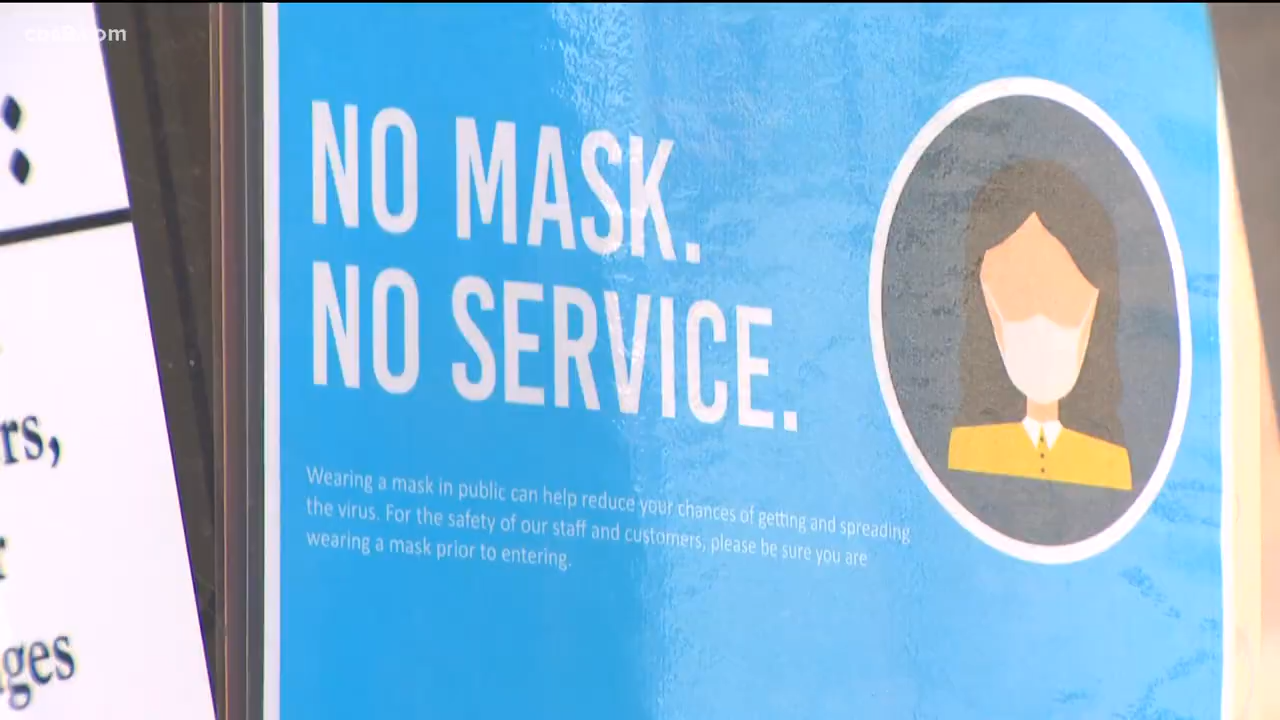 cbs8.com
NO MASK.
NO SERVICE.
Wearing a mask in public can help reduce your chances of getting and spreading
the virus. For the safety of our staff and customers, please be sure you are
wearing a mask prior to entering.
rs,
r
ges